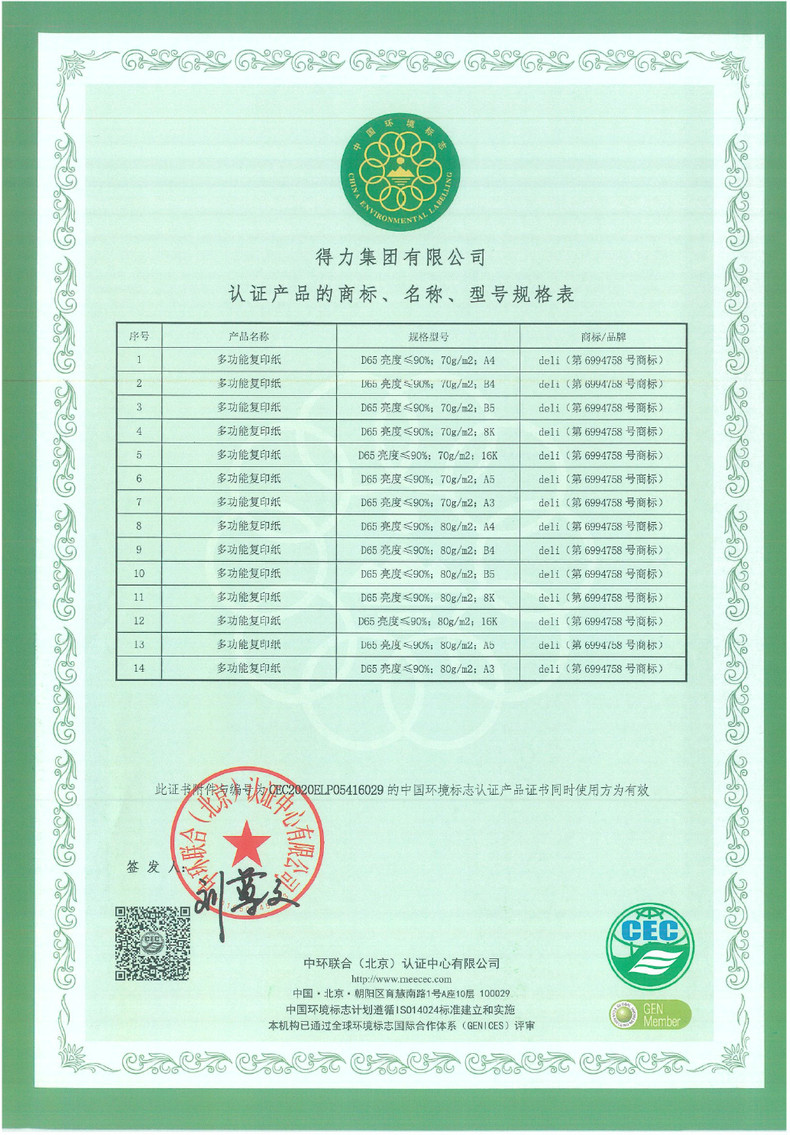 中国环境标志
CHINA ENVIRONMENTAL LABELLING
得力集团有限公司
认证产品的商标、名称、型号规格表
序号 产品名称 规格型号 商标/品牌
1 多功能复印纸 D65 亮度≤90%; 70g/m2; A4 deli（第 6994758 号商标）
2 多功能复印纸 D65 亮度≤90%; 70g/m2; B4 deli（第 6994758 号商标）
3 多功能复印纸 D65 亮度≤90%; 70g/m2; B5 deli（第 6994758 号商标）
4 多功能复印纸 D65 亮度≤90%; 70g/m2; 8K deli（第 6994758 号商标）
5 多功能复印纸 D65 亮度≤90%; 70g/m2; 16K deli（第 6994758 号商标）
6 多功能复印纸 D65 亮度≤90%; 70g/m2; A5 deli（第 6994758 号商标）
7 多功能复印纸 D65 亮度≤90%; 70g/m2; A3 deli（第 6994758 号商标）
8 多功能复印纸 D65 亮度≤90%; 80g/m2; A4 deli（第 6994758 号商标）
9 多功能复印纸 D65 亮度≤90%; 80g/m2; B4 deli（第 6994758 号商标）
10 多功能复印纸 D65 亮度≤90%; 80g/m2; B5 deli（第 6994758 号商标）
11 多功能复印纸 D65 亮度≤90%; 80g/m2; 8K deli（第 6994758 号商标）
12 多功能复印纸 D65 亮度≤90%; 80g/m2; 16K deli（第 6994758 号商标）
13 多功能复印纸 D65 亮度≤90%; 80g/m2; A5 deli（第 6994758 号商标）
14 多功能复印纸 D65 亮度≤90%; 80g/m2; A3 deli（第 6994758 号商标）
此证书附件与编号为 CEC2020ELP05416029 的中国环境标志认证产品证书同时使用方为有效
中环联合（北京）认证中心有限公司
签发人:
CEC
CEC
GEN
Member
中环联合（北京）认证中心有限公司
http://www.mepcec.com
中国·北京·朝阳区育慧南路1号A座10层 100029
中国环境标志计划遵循ISO14024标准建立和实施
本机构已通过全球环境标志国际合作体系（GENICES）评审